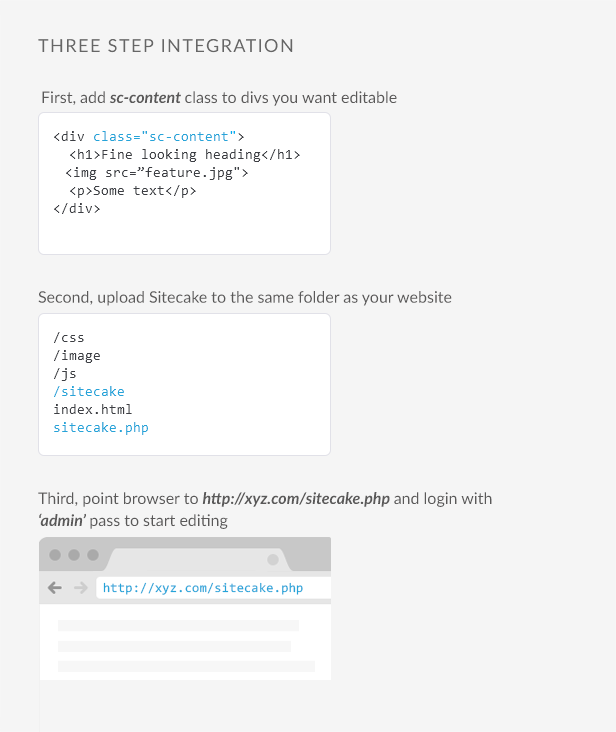 THREE STEP INTEGRATION
First, add sc-content class to divs you want editable
<div class="sc-content">
<h1>Fine looking heading</h1>
<img src=”feature.jpg">
<p>Some text</p>
</div>
Second, upload Sitecake to the same folder as your website
/css
/image
/js
/sitecake
index.html
sitecake.php
Third, point browser to http://xyz.com/sitecake.php and login with
‘admin’ pass to start editing
http://xyz.com/sitecake.php